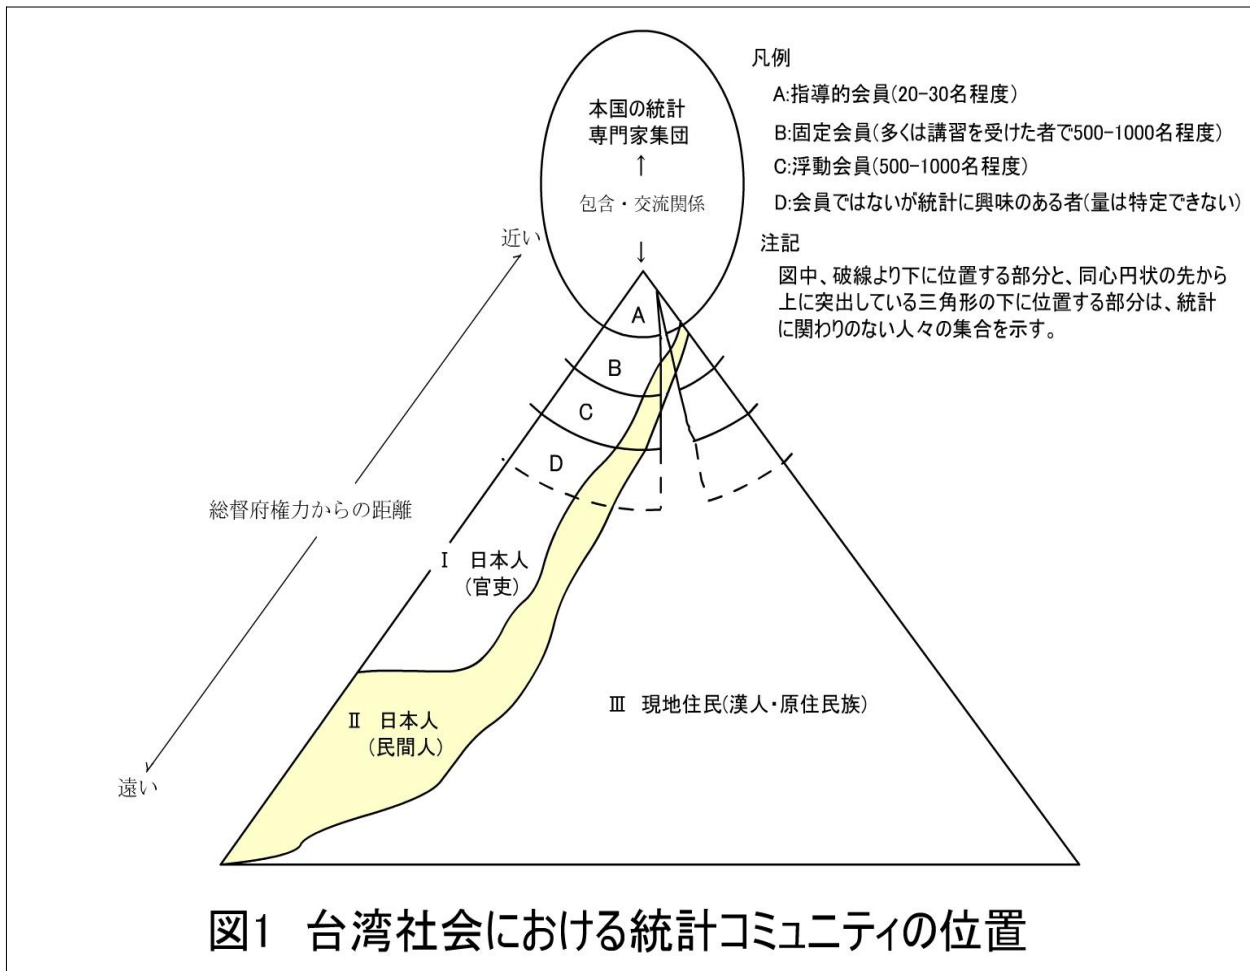 本国の統計
専門家集団
↑
包含・交流関係
↓
凡例
A:指導的会員(20-30名程度)
B:固定会員(多くは講習を受けた者で500-1000名程度)
C:浮動会員(500-1000名程度)
D:会員ではないが統計に興味のある者(量は特定できない)
注記
図中、破線より下に位置する部分と、同心円状の先から
上に突出している三角形の下に位置する部分は、統計
に関わりのない人々の集合を示す。
近い
総督府権力からの距離
遠い
A
B
C
D
Ⅰ 日本人
(官吏)
Ⅱ 日本人
(民間人)
Ⅲ 現地住民(漢人・原住民族)
図1 台湾社会における統計コミュニティの位置